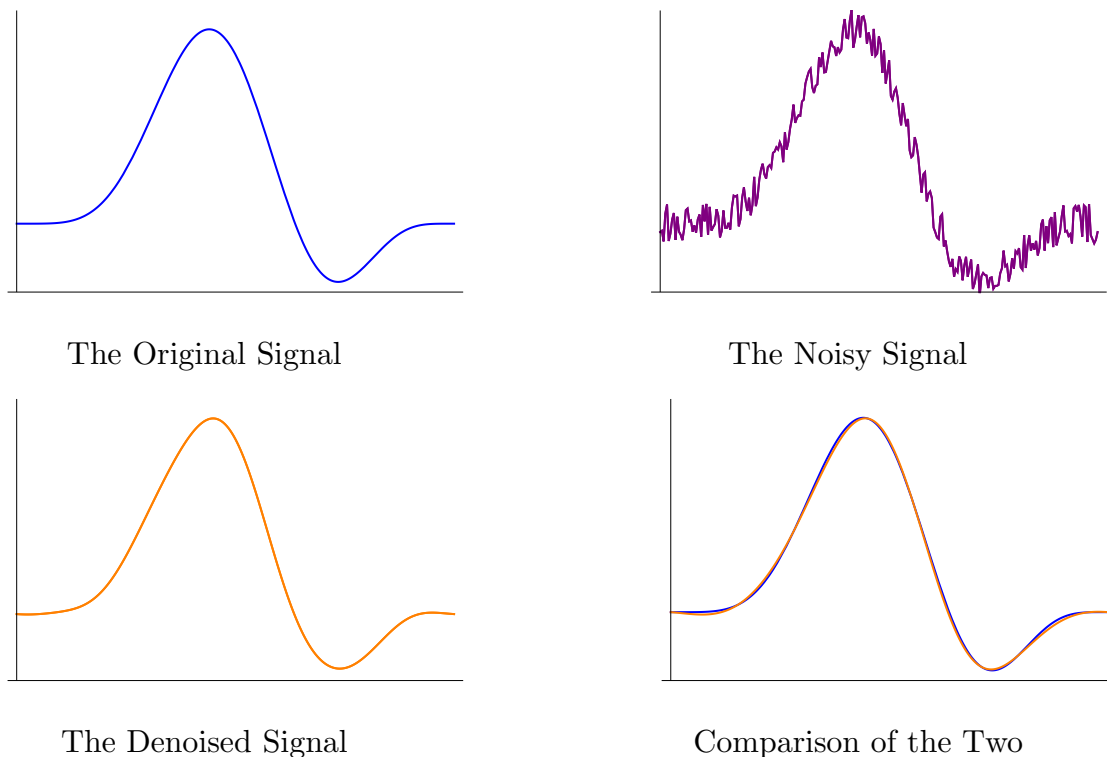 The Original Signal
The Noisy Signal
The Denoised Signal
Comparison of the Two